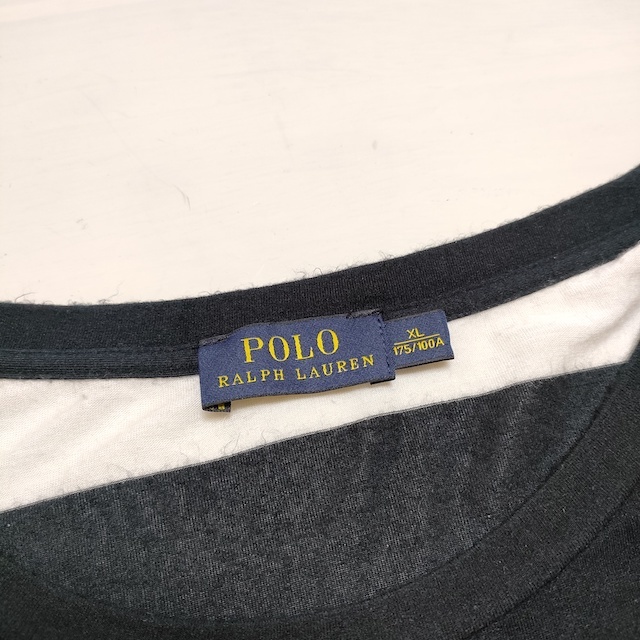 POLO
RALPH LAUREN
XL
175/100A